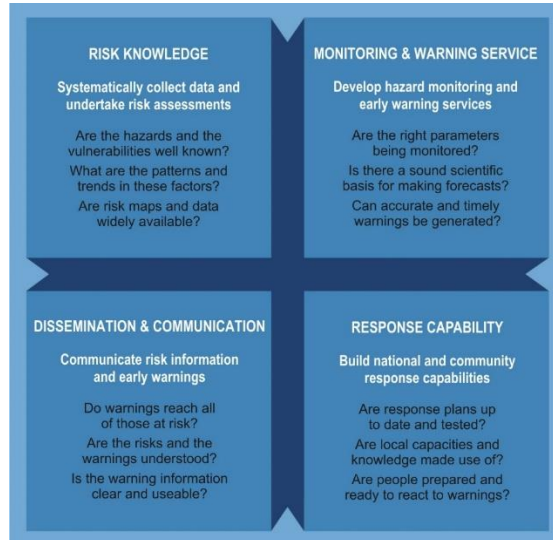 RISK KNOWLEDGE
Systematically collect data and
undertake risk assessments
Are the hazards and the
vulnerabilities well known?
What are the patterns and
trends in these factors?
Are risk maps and data
widely available?
MONITORING & WARNING SERVICE
Develop hazard monitoring and
early warning services
Are the right parameters
being monitored?
Is there a sound scientific
basis for making forecasts?
Can accurate and timely
warnings be generated?
DISSEMINATION & COMMUNICATION
Communicate risk information
and early warnings
Do warnings reach all
of those at risk?
Are the risks and the
warnings understood?
Is the warning information
clear and useable?
RESPONSE CAPABILITY
Build national and community
response capabilities
Are response plans up
to date and tested?
Are local capacities and
knowledge made use of?
Are people prepared and
ready to react to warnings?